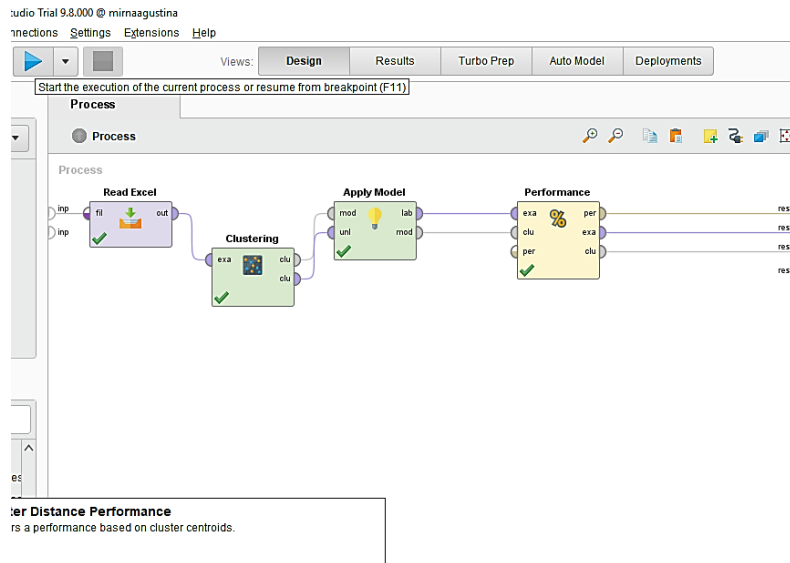 tudio Trial 9.8.000 @ mirnaagustina
nnections Settings Extensions Help
Views: Design Results Turbo Prep Auto Model Deployments
Start the execution of the current process or resume from breakpoint (F11)
Process
Process
Process
Read Excel Apply Model Performance
inp fil out mod lab exa per res
inp unl mod clu exa res
Clustering
per clu res
exa clu
res
clu
es
ter Distance Performance
rs a performance based on cluster centroids.